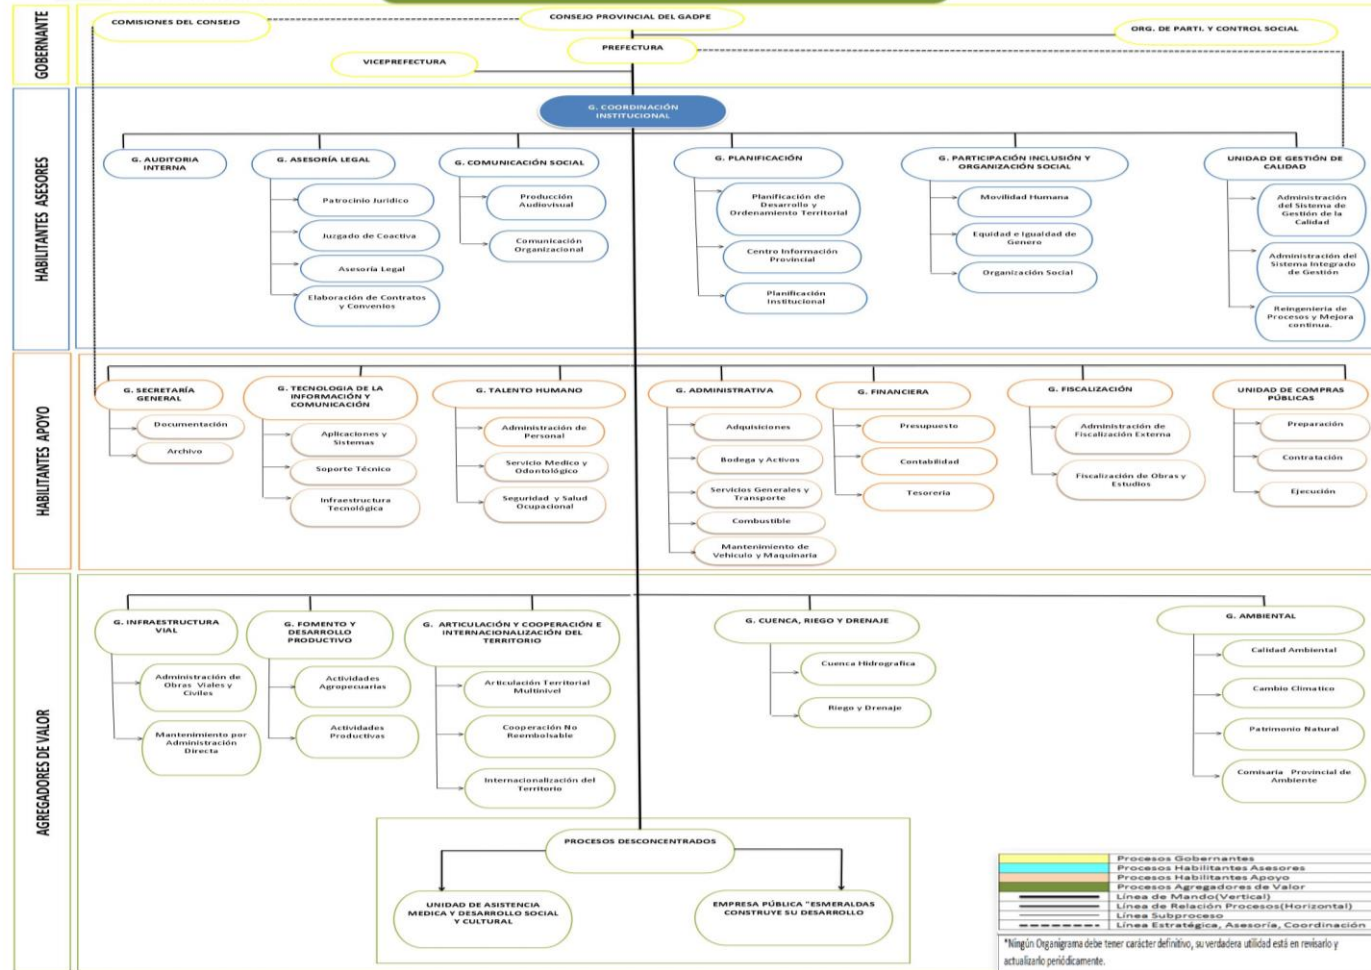 GOBERNANTE
COMISIONES DEL CONSEJO
CONSEJO PROVINCIAL DEL GADPE
ORG. DE PARTI. Y CONTROL SOCIAL
PREFECTURA
VICEPREFECTURA
HABILITANTES ASESORES
G. COORDINACIÓN
INSTITUCIONAL
G. AUDITORIA
INTERNA
G. ASESORÍA LEGAL
Patrocinio Jurídico
Juzgado de Coactiva
Asesoría Legal
Elaboración de Contratos
y Convenios
G. COMUNICACIÓN SOCIAL
Producción
Audiovisual
Comunicación
Organizacional
G. PLANIFICACIÓN
Planificación de
Desarrollo y
Ordenamiento Territorial
Centro Información
Provincial
Planificación
Institucional
G. PARTICIPACIÓN INCLUSIÓN Y
ORGANIZACIÓN SOCIAL
Movilidad Humana
Equidad e Igualdad de
Genero
Organización Social
UNIDAD DE GESTIÓN DE
CALIDAD
Administración
del Sistema de
Gestión de la
Calidad
Administración del
Sistema Integrado
de Gestión
Reingenieria de
Procesos y Mejora
continua.
HABILITANTES APOYO
G. SECRETARÍA
GENERAL
Documentación
Archivo
G. TECNOLOGIA DE LA
INFORMACIÓN Y
COMUNICACIÓN
Aplicaciones y
Sistemas
Soporte Técnico
Infraestructura
Tecnológica
G. TALENTO HUMANO
Administración de
Personal
Servicio Medico y
Odontológico
Seguridad y Salud
Ocupacional
G. ADMINISTRATIVA
Adquisiciones
Bodega y Activos
Servicios Generales y
Transporte
Combustible
Mantenimiento de
Vehiculo y Maquinaria
G. FINANCIERA
Presupuesto
Contabilidad
Tesoreria
G. FISCALIZACIÓN
Administración de
Fiscalización Externa
Fiscalización de Obras y
Estudios
UNIDAD DE COMPRAS
PÚBLICAS
Preparación
Contratación
Ejecución
AGREGADORES DE VALOR
G. INFRAESTRUCTURA
VIAL
Administración de
Obras Viales y
Civiles
Mantenimiento por
Administración
Directa
G. FOMENTO Y
DESARROLLO
PRODUCTIVO
Actividades
Agropecuarias
Actividades
Productivas
G. ARTICULACIÓN Y COOPERACIÓN E
INTERNACIONALIZACIÓN DEL
TERRITORIO
Articulación Territorial
Multinivel
Cooperación No
Reembolsable
Internacionalización del
Territorio
G. CUENCA, RIEGO Y DRENAJE
Cuenca Hidrografica
Riego y Drenaje
G. AMBIENTAL
Calidad Ambiental
Cambio Climatico
Patrimonio Natural
Comisaria Provincial de
Ambiente
PROCESOS DESCONCENTRADOS
UNIDAD DE ASISTENCIA
MEDICA Y DESARROLLO SOCIAL
Y CULTURAL
EMPRESA PÚBLICA "ESMERALDAS
CONSTRUYE SU DESARROLLO
Procesos Gobernantes
Procesos Habilitantes Asesores
Procesos Habilitantes Apoyo
Procesos Agregadores de Valor
Línea de Mando(Vertical)
Línea de Relación Procesos(Horizontal)
Línea Subproceso
Línea Estratégica, Asesoría, Coordinación
*Ningún Organigrama debe tener carácter definitivo, su verdadera utilidad está en revisarlo y
actualizarlo periódicamente.